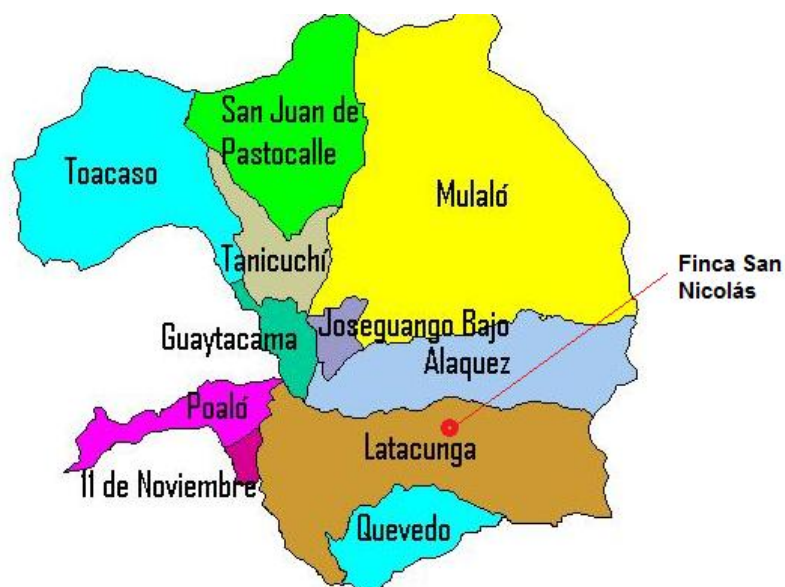 San Juan de
Pastocalle
Toacaso
Mulaló
Tanicuchí
Finca San
Nicolás
Guaytacama
Joseguango Bajo
Alaquez
Poaló
Latacunga
11 de Noviembre
Quevedo